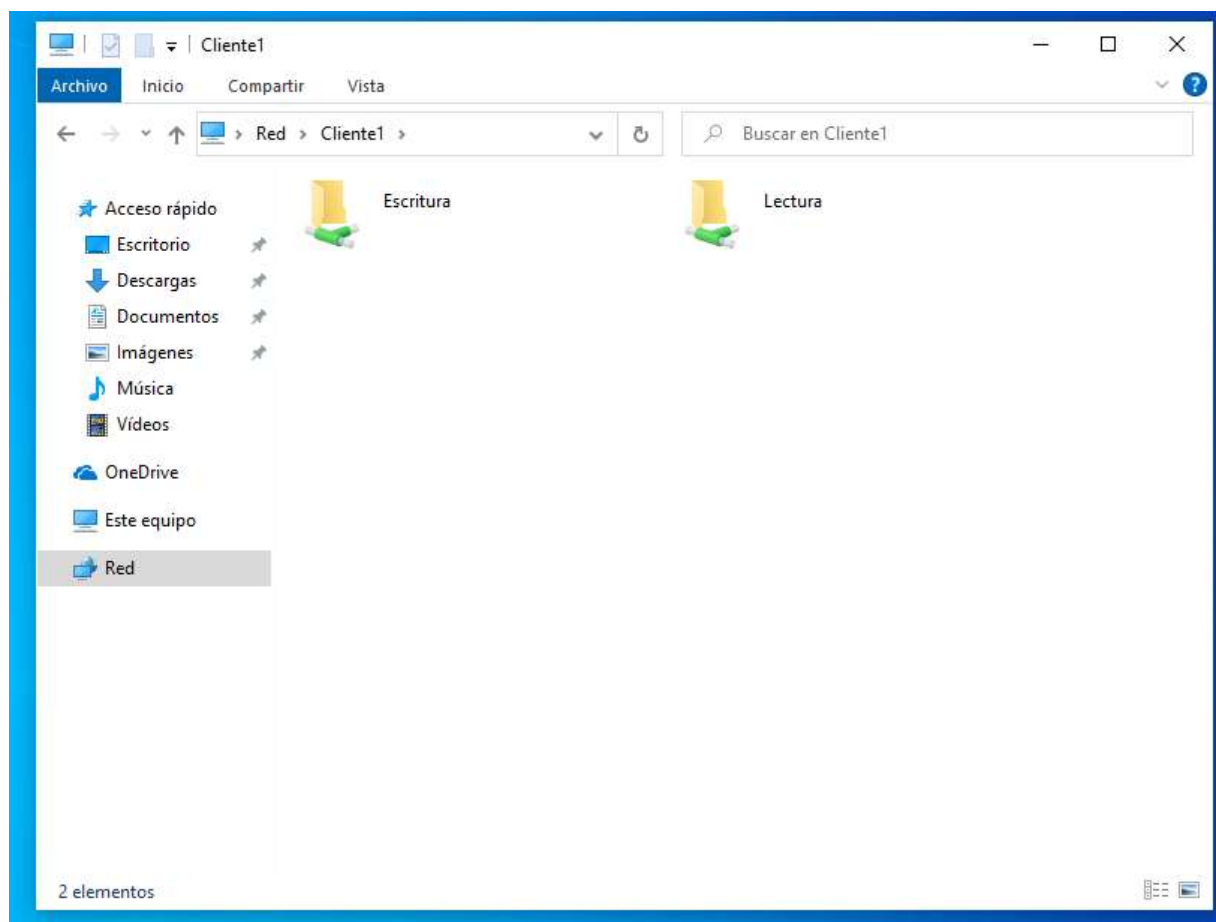 Cliente1
Archivo Inicio Compartir Vista
Red Cliente1 Buscar en Cliente1
Acceso rápido
Escritorio
Descargas
Documentos
Imágenes
Música
Vídeos
OneDrive
Este equipo
Red
Escritura Lectura
2 elementos